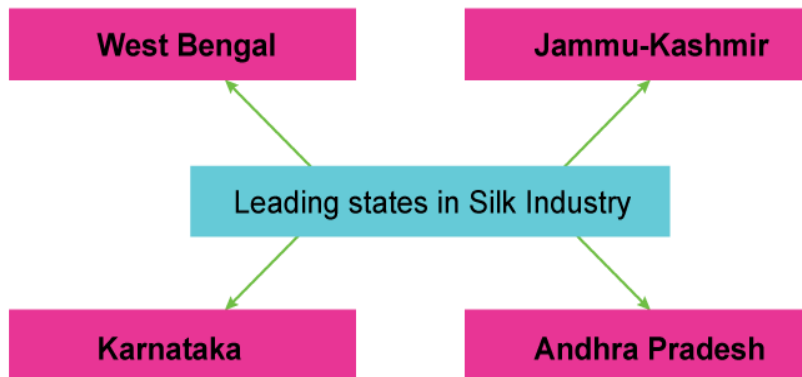 West Bengal
Jammu-Kashmir
Leading states in Silk Industry
Karnataka
Andhra Pradesh